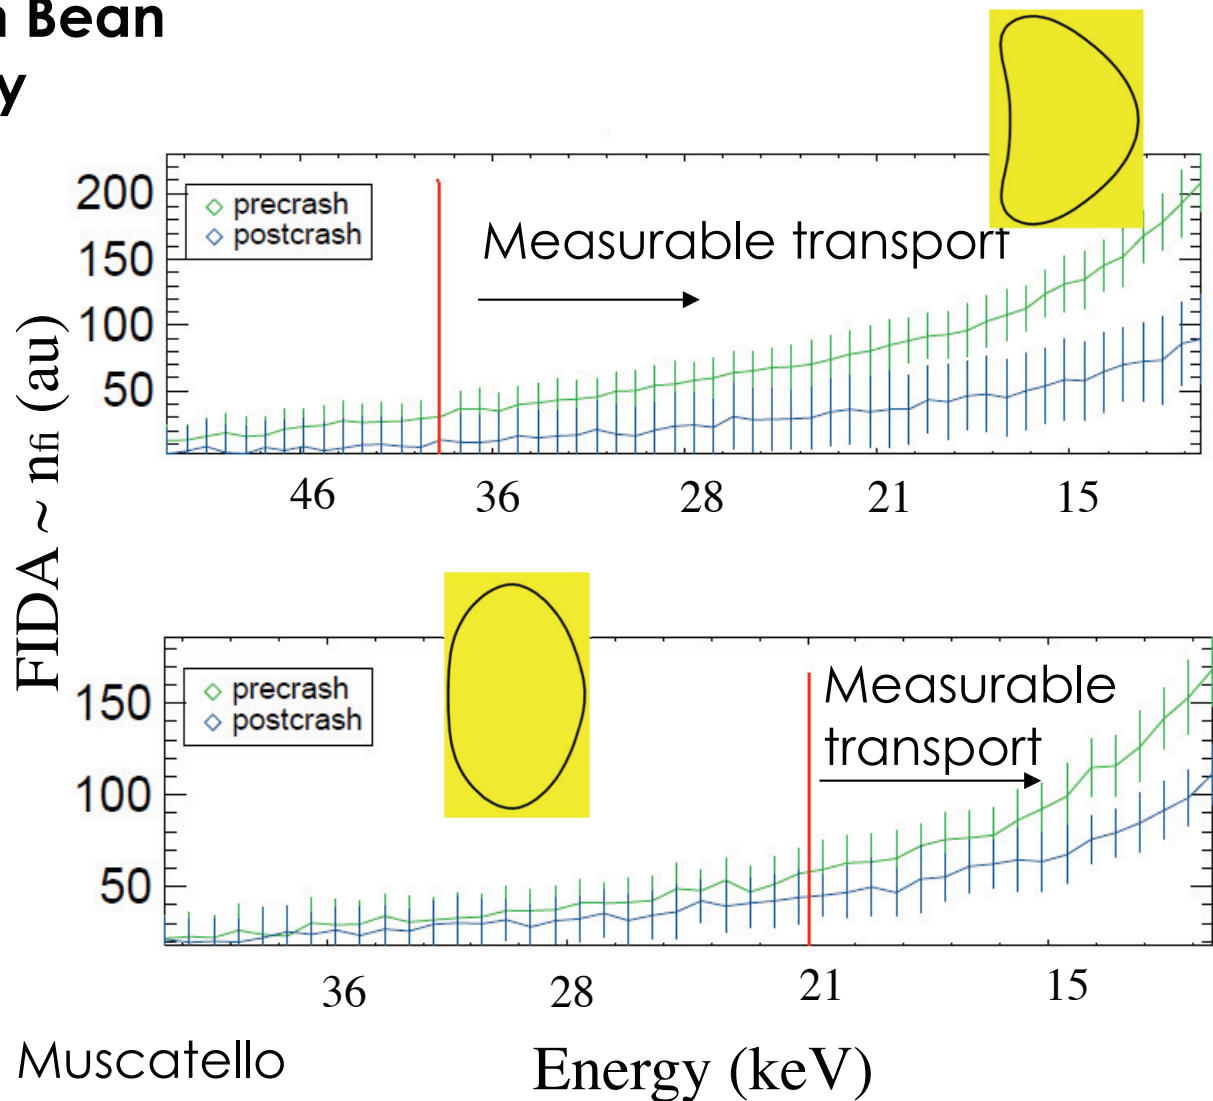 n Bean
y
200
150
100
50
precrash
postcrash
Measurable transport
46 36 28 21 15
FIDA ~ nfi (au)
150
100
50
precrash
postcrash
Measurable
transport
36 28 21 15
Muscatello
Energy (keV)